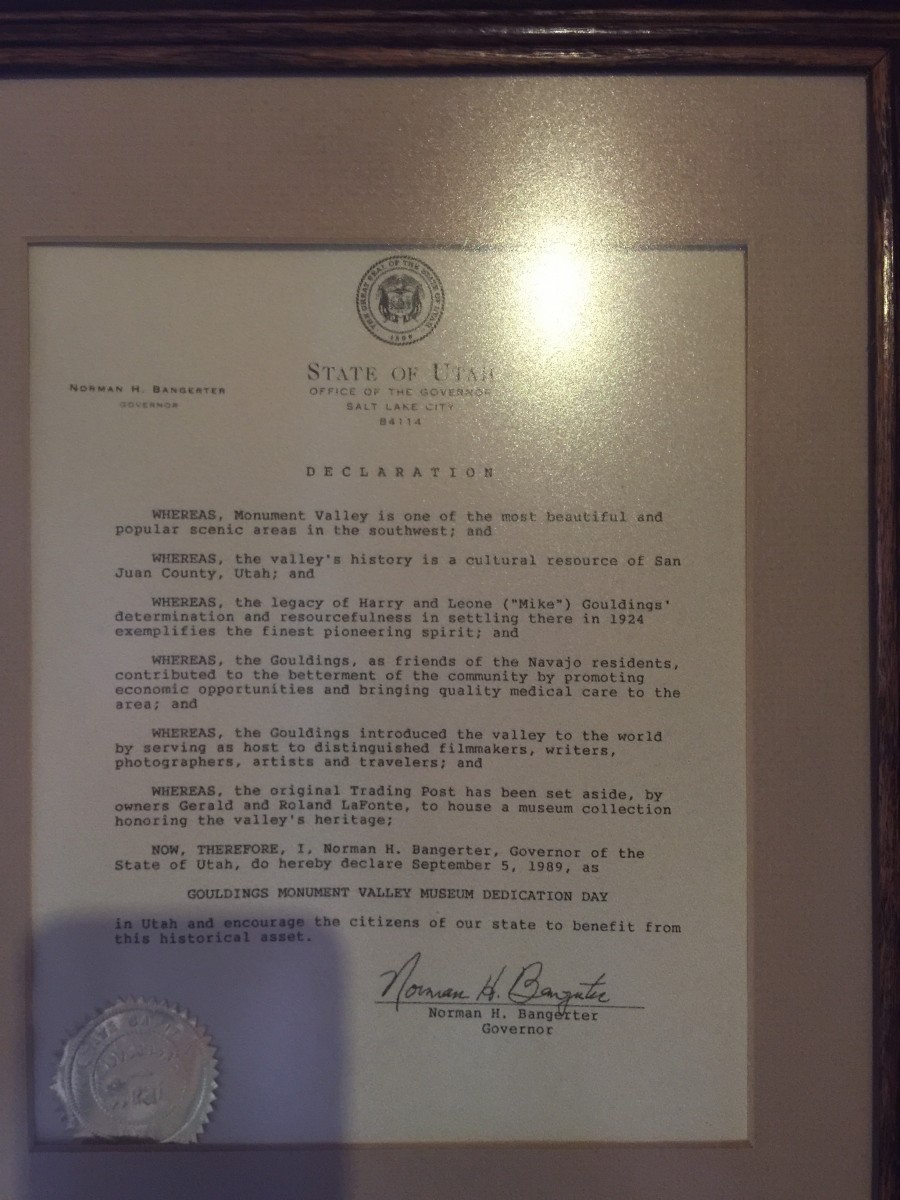 THE GREAT SEAL OF THE STATE OF UTAH
1896
STATE OF UTAH
NORMAN H. BANGERTER
GOVERNOR
OFFICE OF THE GOVERNOR
SALT LAKE CITY
84114
DECLARATION
WHEREAS, Monument Valley is one of the most beautiful and
popular scenic areas in the southwest; and
WHEREAS, the valley's history is a cultural resource of San
Juan County, Utah; and
WHEREAS, the legacy of Harry and Leone ("Mike") Gouldings'
determination and resourcefulness in settling there in 1924
exemplifies the finest pioneering spirit; and
WHEREAS, the Gouldings, as friends of the Navajo residents,
contributed to the betterment of the community by promoting
economic opportunities and bringing quality medical care to the
area; and
WHEREAS, the Gouldings introduced the valley to the world
by serving as host to distinguished filmmakers, writers,
photographers, artists and travelers; and
WHEREAS, the original Trading Post has been set aside, by
owners Gerald and Roland LaFonte, to house a museum collection
honoring the valley's heritage;
NOW, THEREFORE, I, Norman H. Bangerter, Governor of the
State of Utah, do hereby declare September 5, 1989, as
GOULDINGS MONUMENT VALLEY MUSEUM DEDICATION DAY
in Utah and encourage the citizens of our state to benefit from
this historical asset.
Norman H. Bangerter
Norman H. Bangerter
Governor